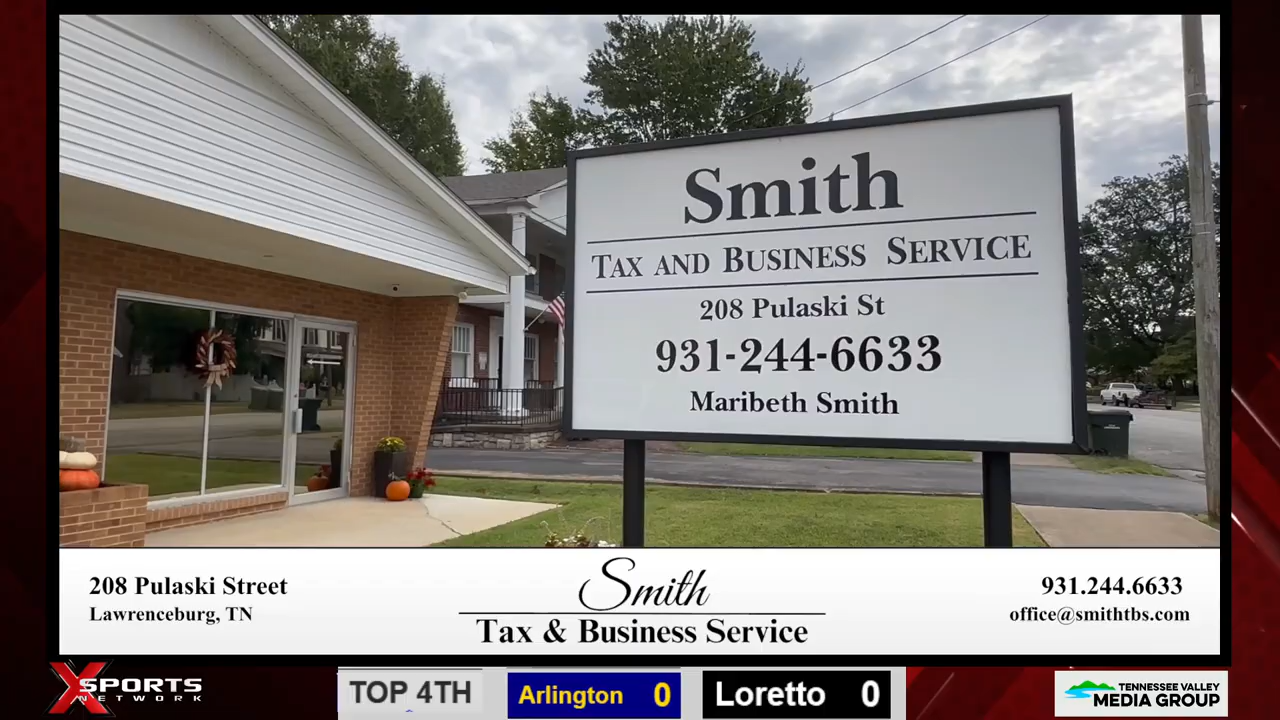 Smith
TAX AND BUSINESS SERVICE
208 Pulaski St
931-244-6633
Maribeth Smith
208 Pulaski Street
Lawrenceburg, TN
Smith
Tax & Business Service
931.244.6633
office@smithtbs.com
XSPORTS
NETWORK
TOP 4TH
Arlington 0
Loretto 0
TENNESSEE VALLEY
MEDIA GROUP